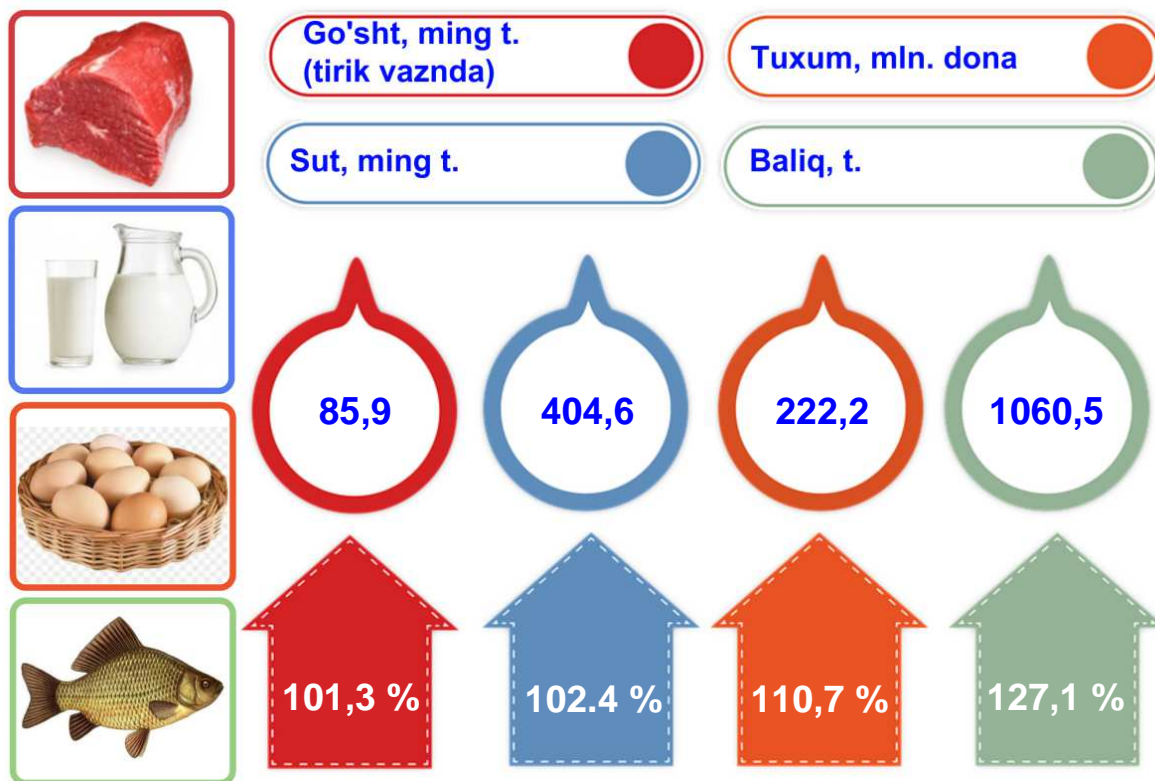 Go'sht, ming t.
(tirik vaznda)
Tuxum, mln. dona
Sut, ming t.
Baliq, t.
85,9
404,6
222,2
1060,5
101,3 %
102.4 %
110,7 %
127,1 %